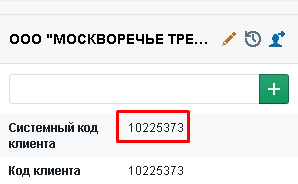 ООО "МОСКВОРЕЧЬЕ ТРЕ...
Системный код клиента 10225373
Код клиента 10225373